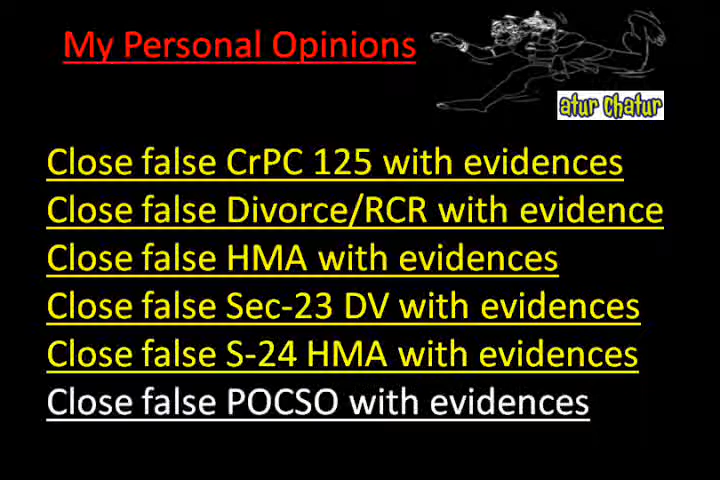 My Personal Opinions
atur Chatur
Close false CrPC 125 with evidences
Close false Divorce/RCR with evidence
Close false HMA with evidences
Close false Sec-23 DV with evidences
Close false S-24 HMA with evidences
Close false POCSO with evidences